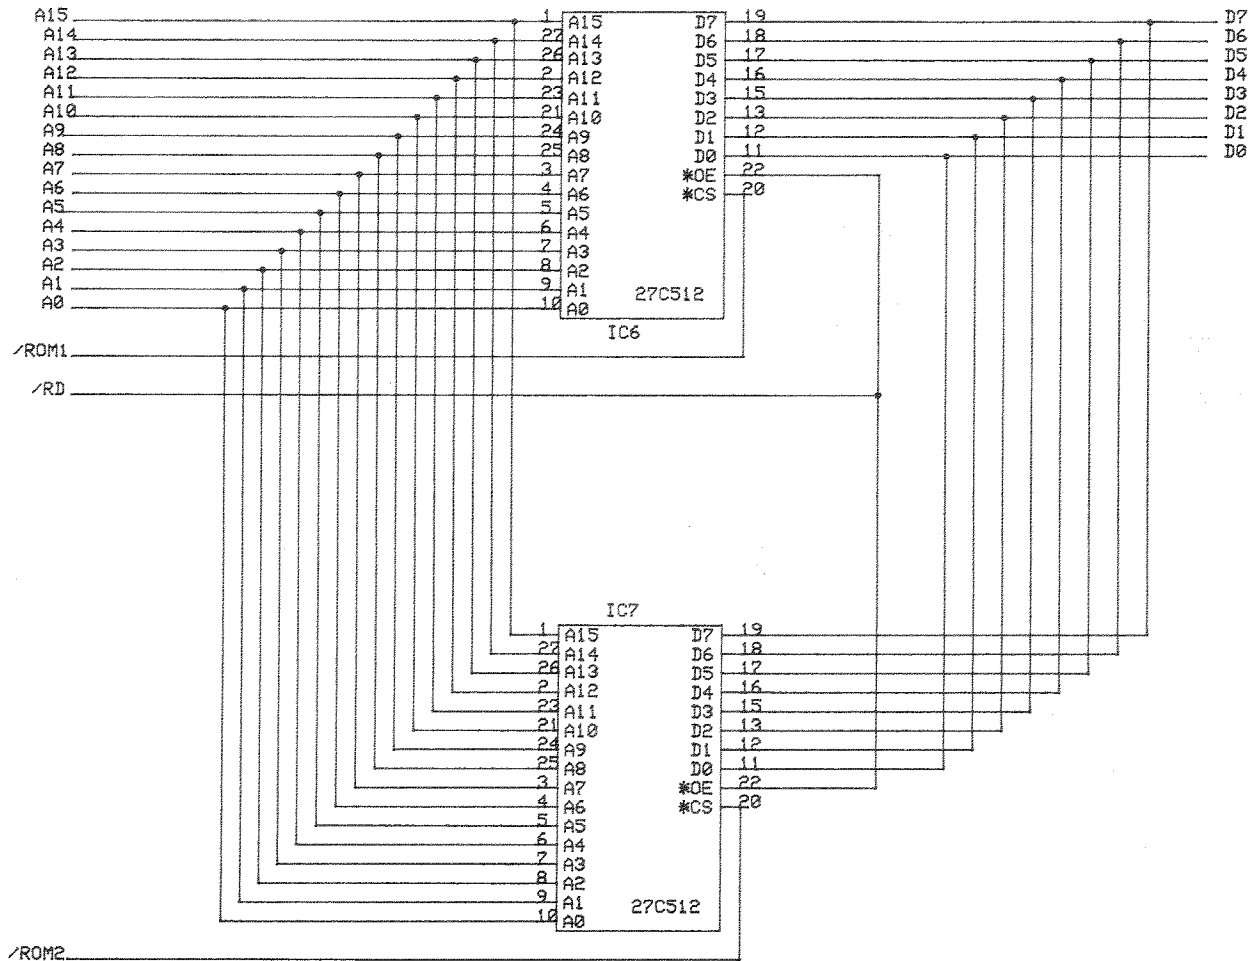 A15 1 A15 D7 19 D7
A14 27 A14 D6 18 D6
A13 26 A13 D5 17 D5
A12 2 A12 D4 16 D4
A11 23 A11 D3 15 D3
A10 21 A10 D2 13 D2
A9 24 A9 D1 12 D1
A8 25 A8 D0 11 D0
A7 3 A7 *OE 22
A6 4 A6 *CS 20
A5 5 A5
A4 6 A4
A3 7 A3
A2 8 A2
A1 9 A1 27C512
A0 10 A0
IC6
/ROM1
/RD
IC7
1 A15 D7 19
27 A14 D6 18
26 A13 D5 17
2 A12 D4 16
23 A11 D3 15
21 A10 D2 13
24 A9 D1 12
25 A8 D0 11
3 A7 *OE 22
4 A6 *CS 20
5 A5
6 A4
7 A3
8 A2
9 A1 27C512
10 A0
/ROM2